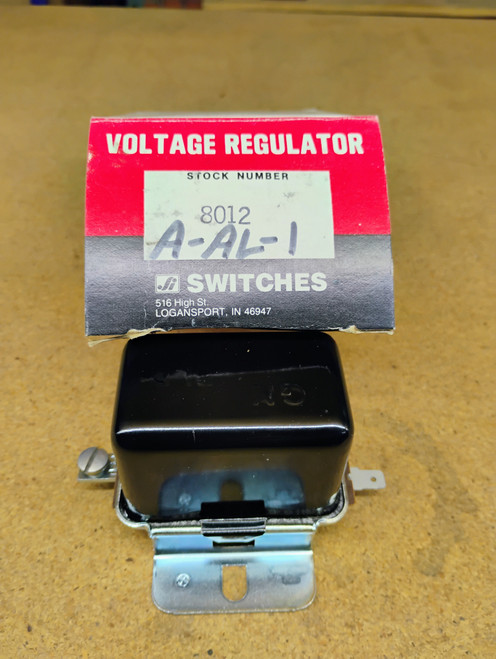 VOLTAGE REGULATOR
STOCK NUMBER
8012
A-AL-1
SWITCHES
516 High St.
LOGANSPORT, IN 46947